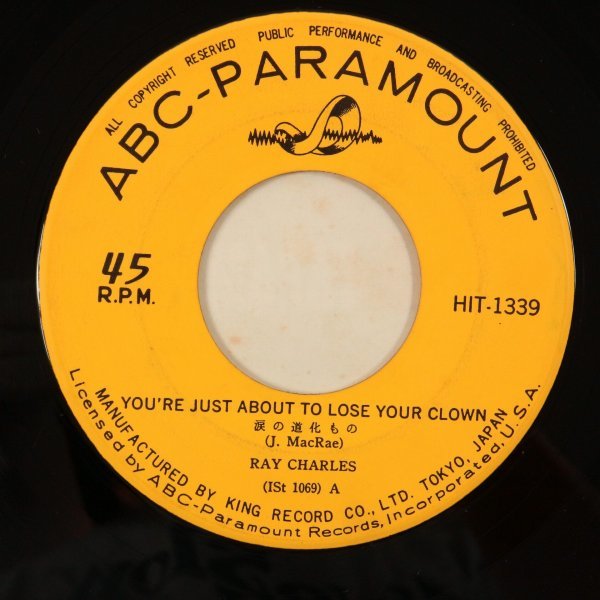 ALL COPYRIGHT RESERVED PUBLIC PERFORMANCE AND BROADCASTING PROHIBITED
ABC-PARAMOUNT
45
R.P.M.
HIT-1339
YOU'RE JUST ABOUT TO LOSE YOUR CLOWN
涙の道化もの
(J. MacRae)
RAY CHARLES
(ISt 1069) A
MANUFACTURED BY KING RECORD CO., LTD. TOKYO, JAPAN
Licensed by ABC-Paramount Records, Incorporated, U.S.A.